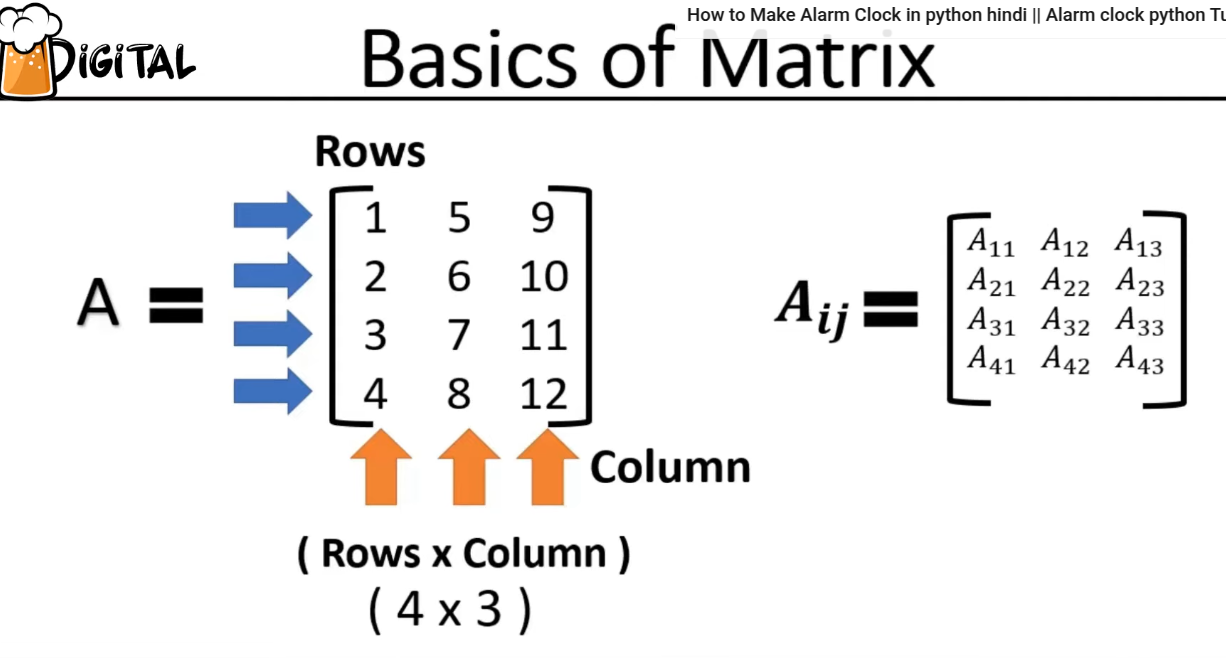 How to Make Alarm Clock in python hindi || Alarm clock python Tu
DiGiTAL
Basics of Matrix
Rows
A =
1 5 9
2 6 10
3 7 11
4 8 12
Column
( Rows x Column )
( 4 x 3 )
Aij =
A11 A12 A13
A21 A22 A23
A31 A32 A33
A41 A42 A43